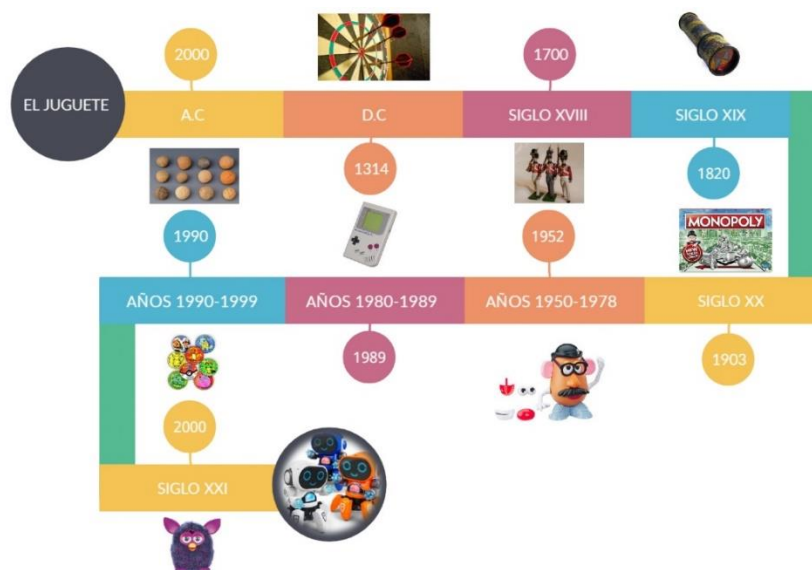 2000
1700
EL JUGUETE
A.C
D.C
SIGLO XVIII
SIGLO XIX
1314
1820
1990
1952
MONOPOLY
AÑOS 1990-1999
AÑOS 1980-1989
AÑOS 1950-1978
SIGLO XX
1989
1903
2000
SIGLO XXI